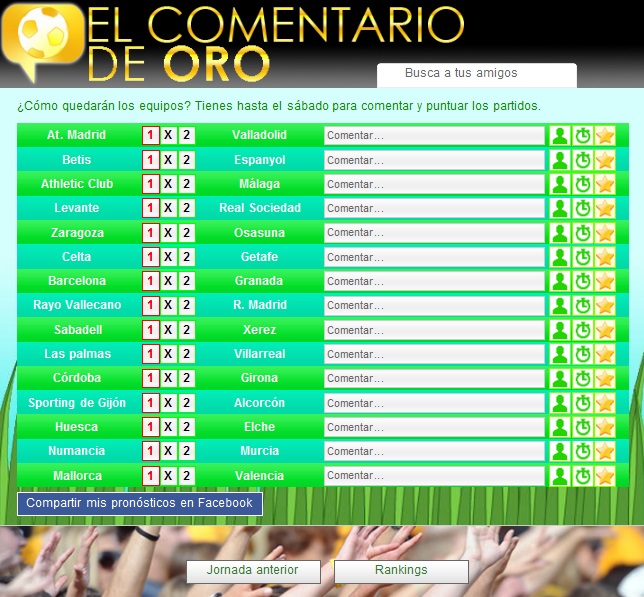 EL COMENTARIO
DE ORO
Busca a tus amigos
¿Cómo quedarán los equipos? Tienes hasta el sábado para comentar y puntuar los partidos.
At. Madrid 1 X 2 Valladolid Comentar...
Betis 1 X 2 Espanyol Comentar...
Athletic Club 1 X 2 Málaga Comentar...
Levante 1 X 2 Real Sociedad Comentar...
Zaragoza 1 X 2 Osasuna Comentar...
Celta 1 X 2 Getafe Comentar...
Barcelona 1 X 2 Granada Comentar...
Rayo Vallecano 1 X 2 R. Madrid Comentar...
Sabadell 1 X 2 Xerez Comentar...
Las palmas 1 X 2 Villarreal Comentar...
Córdoba 1 X 2 Girona Comentar...
Sporting de Gijón 1 X 2 Alcorcón Comentar...
Huesca 1 X 2 Elche Comentar...
Numancia 1 X 2 Murcia Comentar...
Mallorca 1 X 2 Valencia Comentar...
Compartir mis pronósticos en Facebook
Jornada anterior Rankings